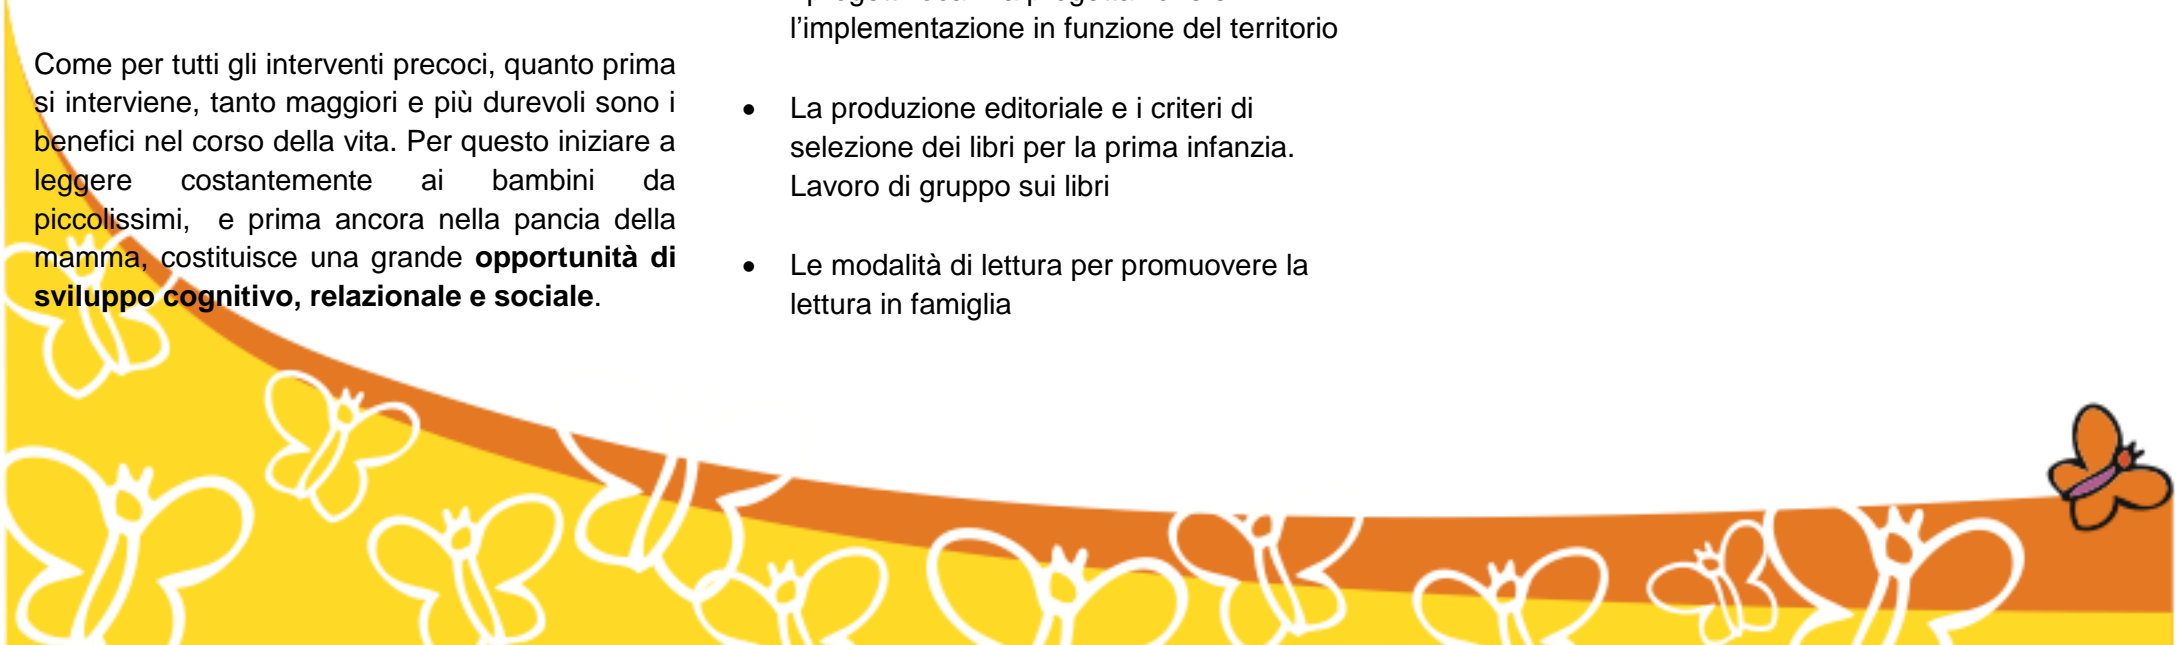 Come per tutti gli interventi precoci, quanto prima
si interviene, tanto maggiori e più durevoli sono i
benefici nel corso della vita. Per questo iniziare a
leggere costantemente ai bambini da
piccolissimi, e prima ancora nella pancia della
mamma, costituisce una grande opportunità di
sviluppo cognitivo, relazionale e sociale.
l’implementazione in funzione del territorio
• La produzione editoriale e i criteri di
selezione dei libri per la prima infanzia.
Lavoro di gruppo sui libri
• Le modalità di lettura per promuovere la
lettura in famiglia